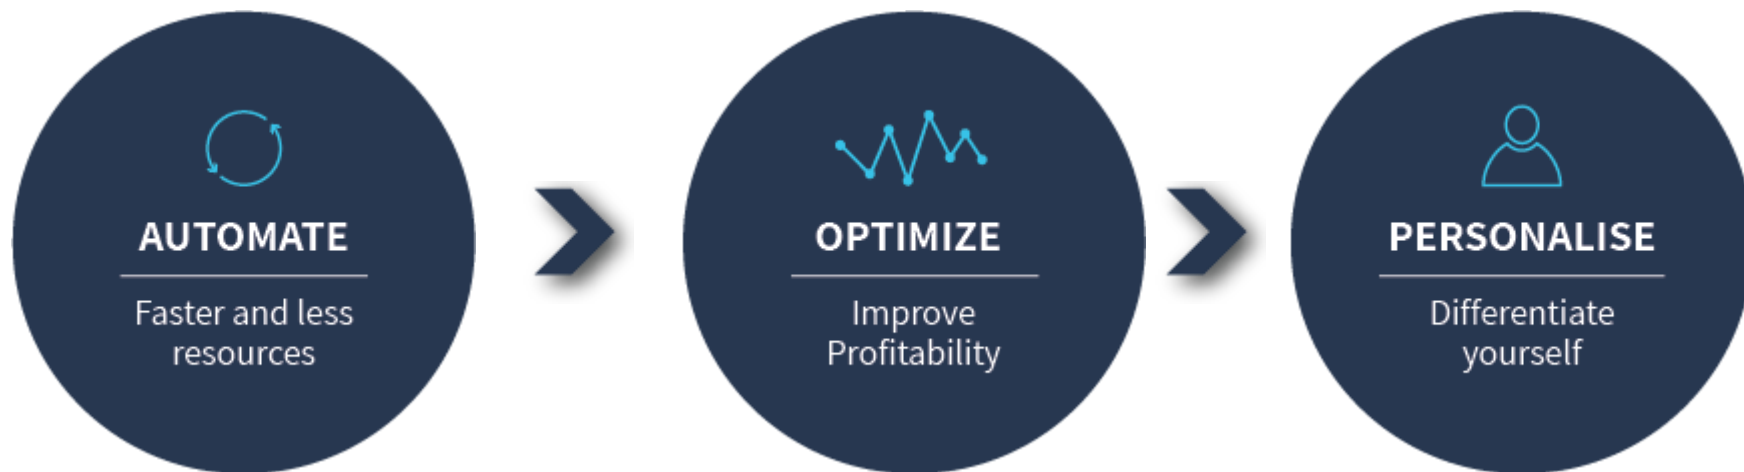 AUTOMATE
Faster and less
resources
OPTIMIZE
Improve
Profitability
PERSONALISE
Differentiate
yourself